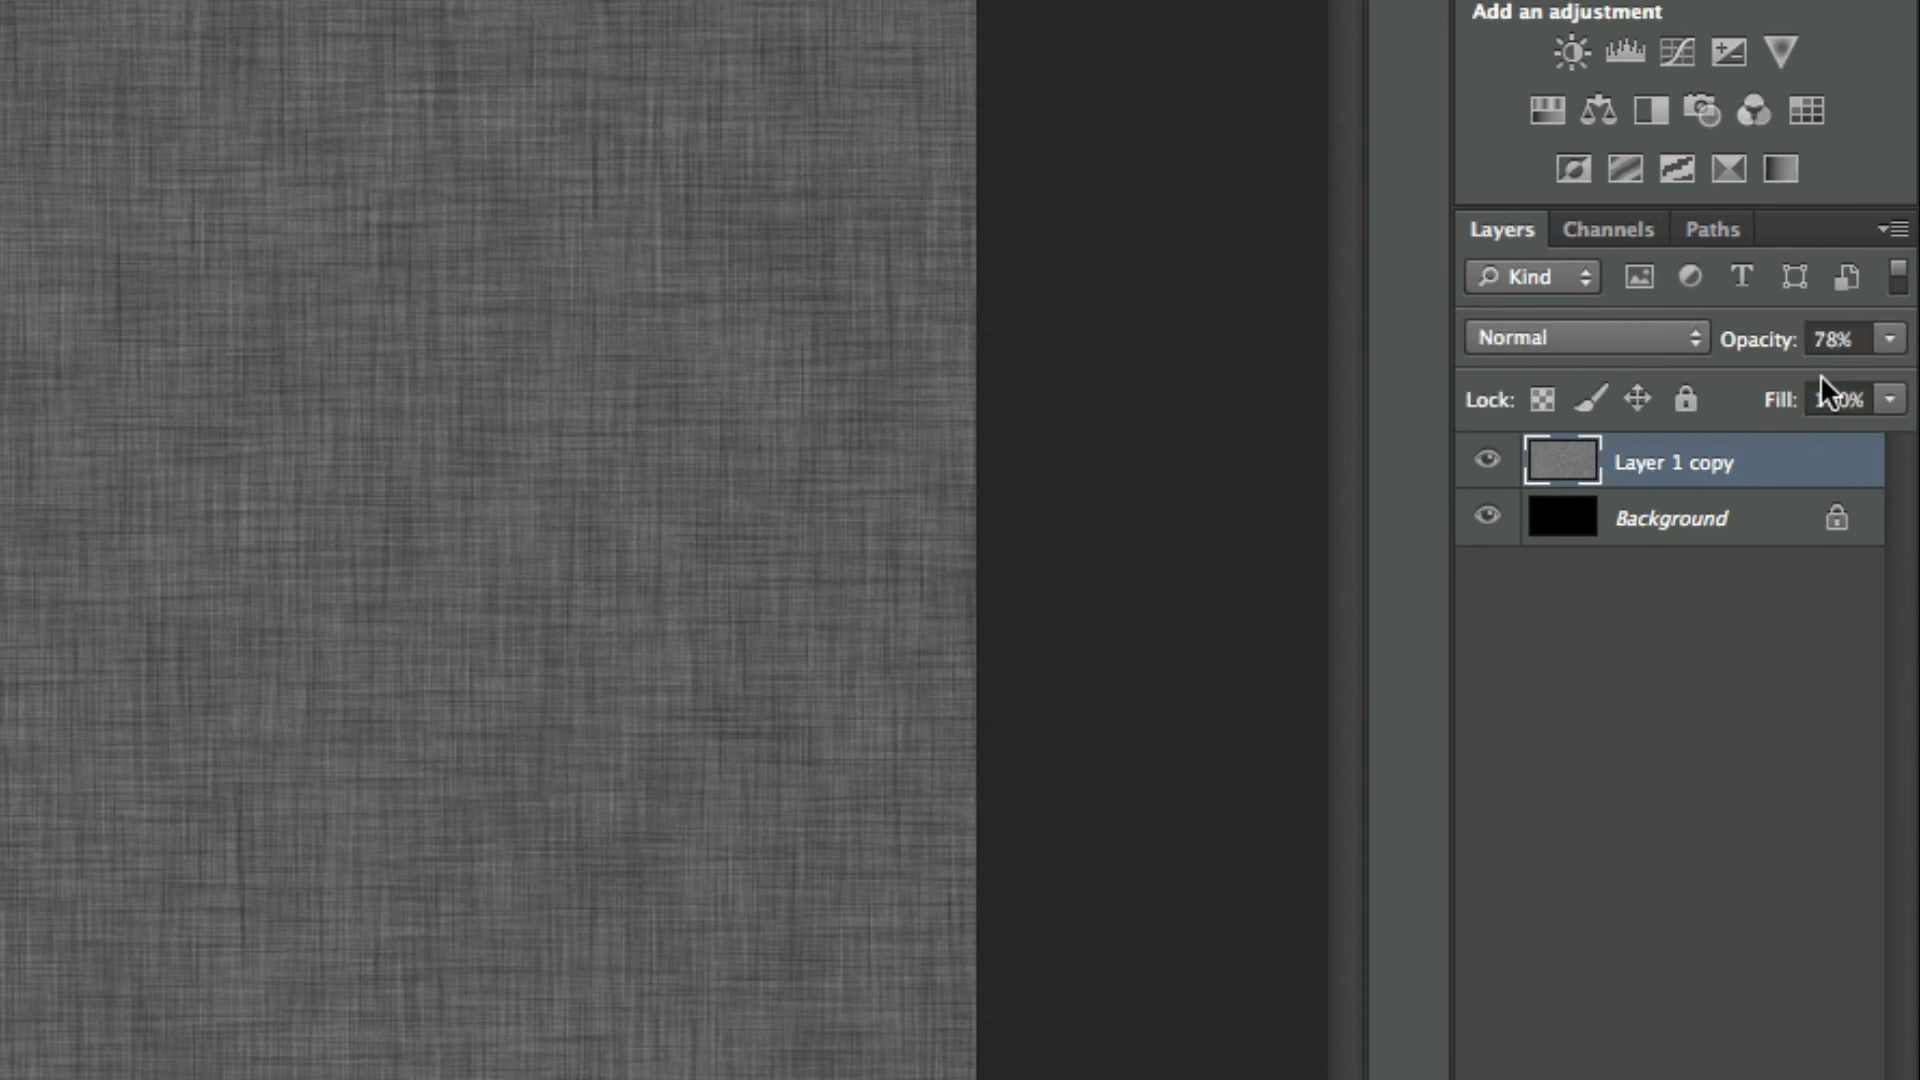 Add an adjustment
Layers Channels Paths
Kind
Normal Opacity: 78%
Lock: Fill:
Layer 1 copy
Background